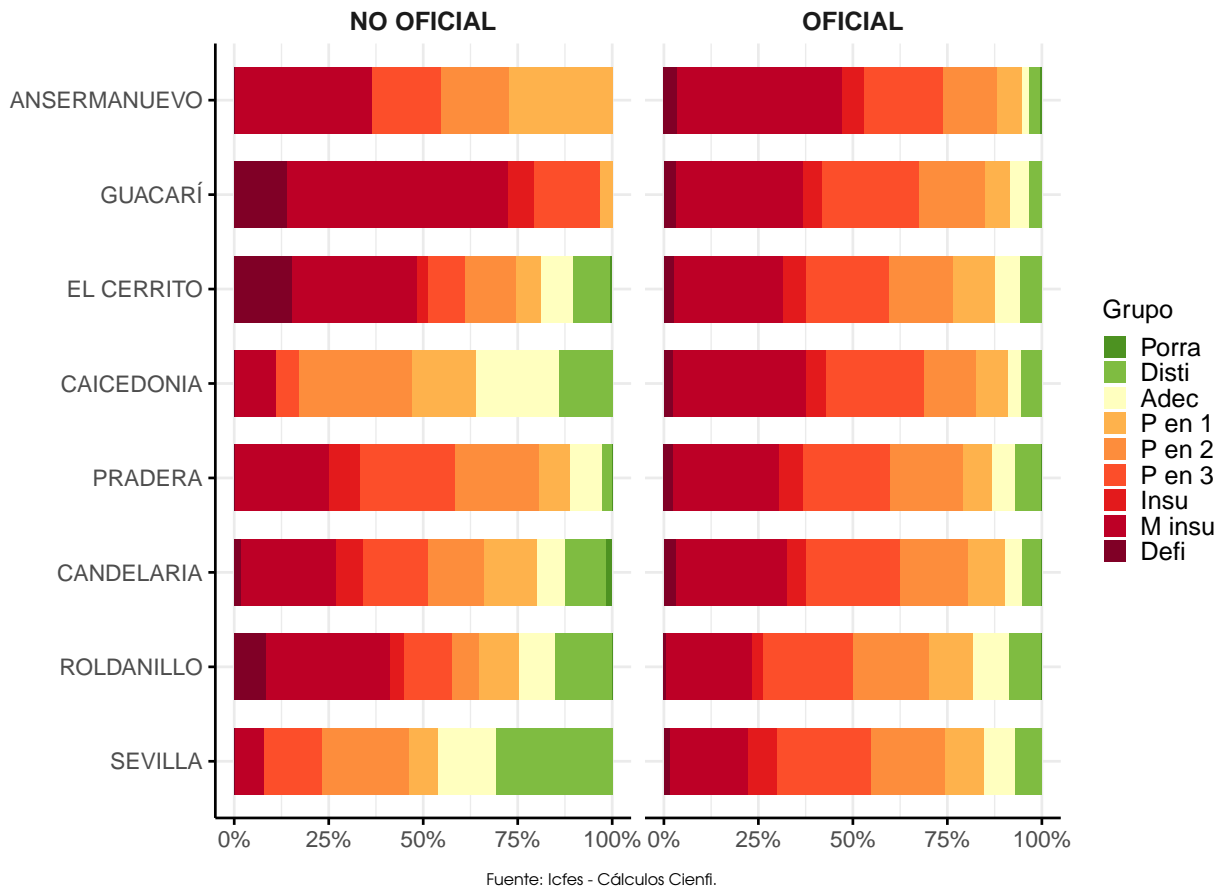 NO OFICIAL
OFICIAL
ANSERMANUEVO
GUACARÍ
EL CERRITO
CAICEDONIA
PRADERA
CANDELARIA
ROLDANILLO
SEVILLA
0% 25% 50% 75% 100%
0% 25% 50% 75% 100%
Grupo
Porra
Disti
Adec
P en 1
P en 2
P en 3
Insu
M insu
Defi
Fuente: Icfes - Cálculos Cienfi.